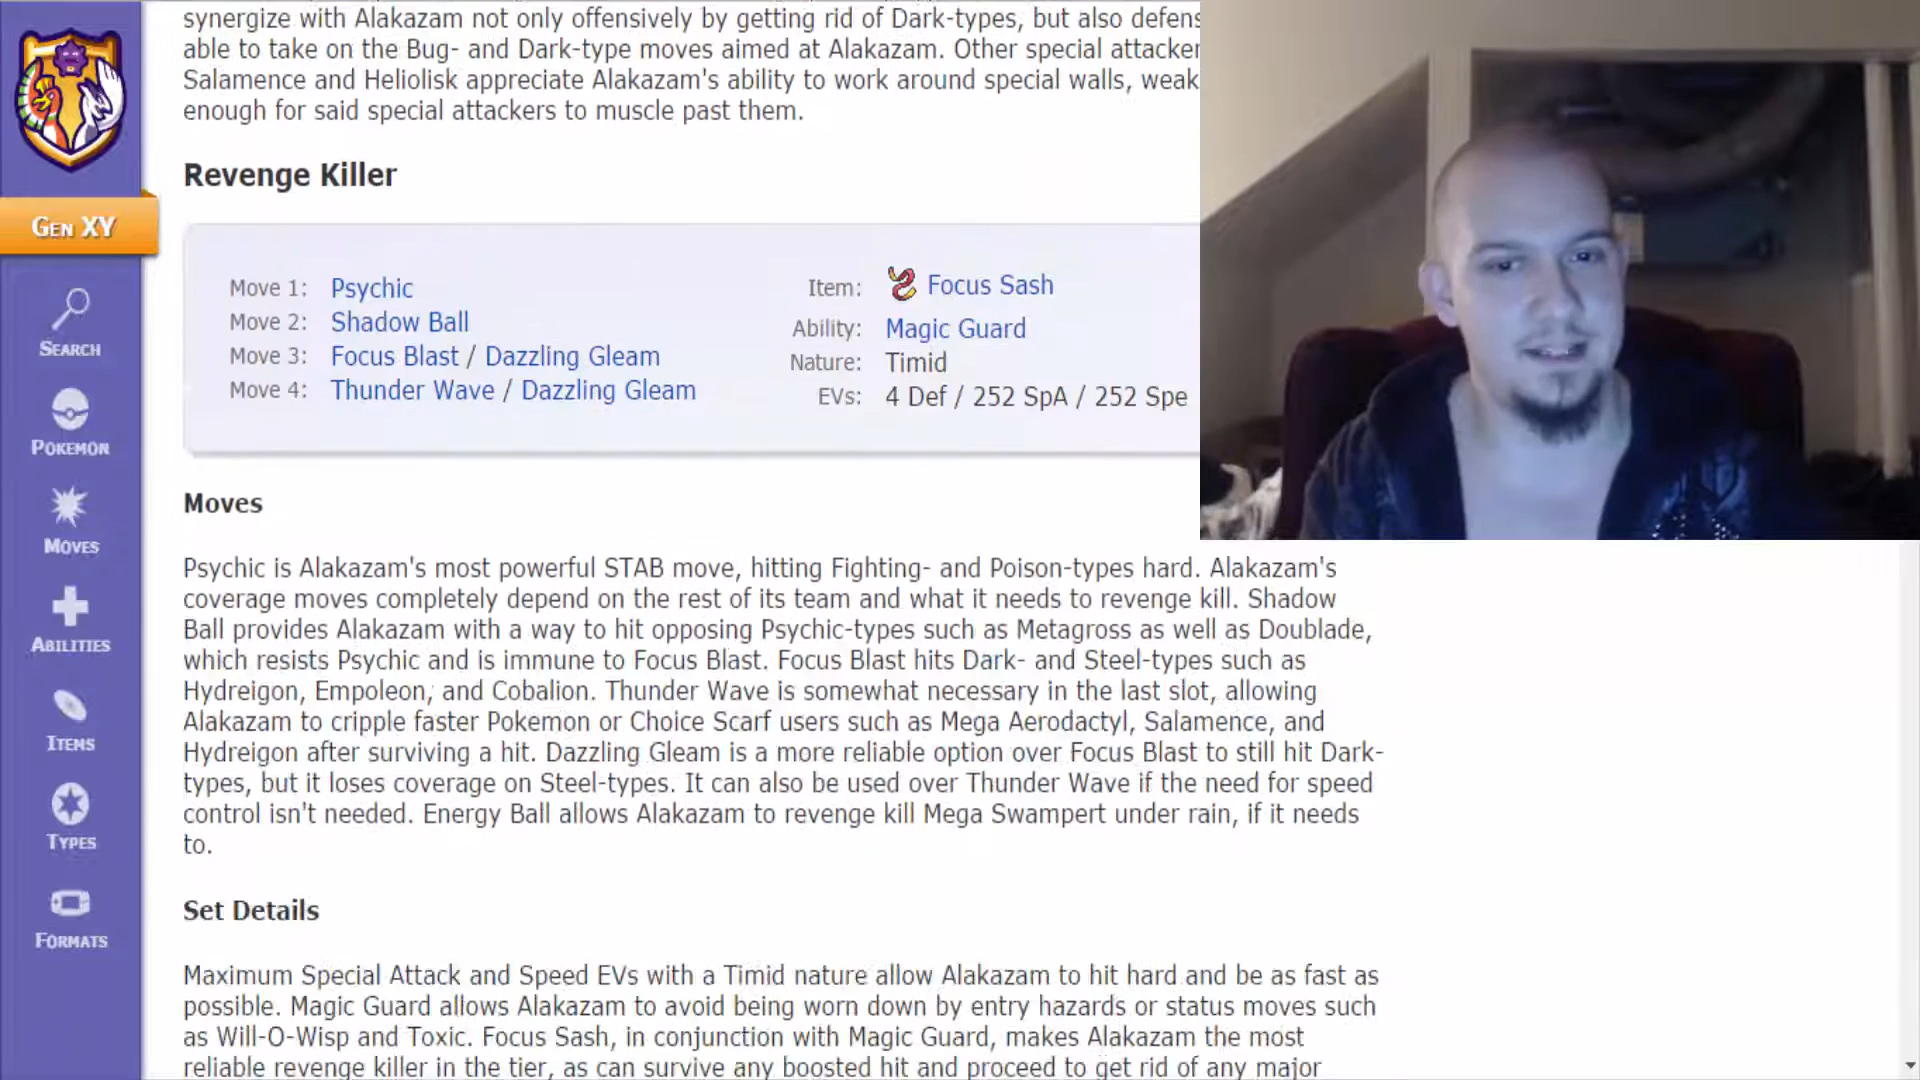 synergize with Alakazam not only offensively by getting rid of Dark-types, but also defens
able to take on the Bug- and Dark-type moves aimed at Alakazam. Other special attacker
Salamence and Heliolisk appreciate Alakazam's ability to work around special walls, weak
enough for said special attackers to muscle past them.
Revenge Killer
GEN XY
Move 1: Psychic
Move 2: Shadow Ball
Move 3: Focus Blast / Dazzling Gleam
Move 4: Thunder Wave / Dazzling Gleam
Item: Focus Sash
Ability: Magic Guard
Nature: Timid
EVs: 4 Def / 252 SpA / 252 Spe
SEARCH
POKEMON
MOVES
ABILITIES
ITEMS
TYPES
FORMATS
Moves
Psychic is Alakazam's most powerful STAB move, hitting Fighting- and Poison-types hard. Alakazam's
coverage moves completely depend on the rest of its team and what it needs to revenge kill. Shadow
Ball provides Alakazam with a way to hit opposing Psychic-types such as Metagross as well as Doublade,
which resists Psychic and is immune to Focus Blast. Focus Blast hits Dark- and Steel-types such as
Hydreigon, Empoleon, and Cobalion. Thunder Wave is somewhat necessary in the last slot, allowing
Alakazam to cripple faster Pokemon or Choice Scarf users such as Mega Aerodactyl, Salamence, and
Hydreigon after surviving a hit. Dazzling Gleam is a more reliable option over Focus Blast to still hit Dark-
types, but it loses coverage on Steel-types. It can also be used over Thunder Wave if the need for speed
control isn't needed. Energy Ball allows Alakazam to revenge kill Mega Swampert under rain, if it needs
to.
Set Details
Maximum Special Attack and Speed EVs with a Timid nature allow Alakazam to hit hard and be as fast as
possible. Magic Guard allows Alakazam to avoid being worn down by entry hazards or status moves such
as Will-O-Wisp and Toxic. Focus Sash, in conjunction with Magic Guard, makes Alakazam the most
reliable revenge killer in the tier, as can survive any boosted hit and proceed to get rid of any major